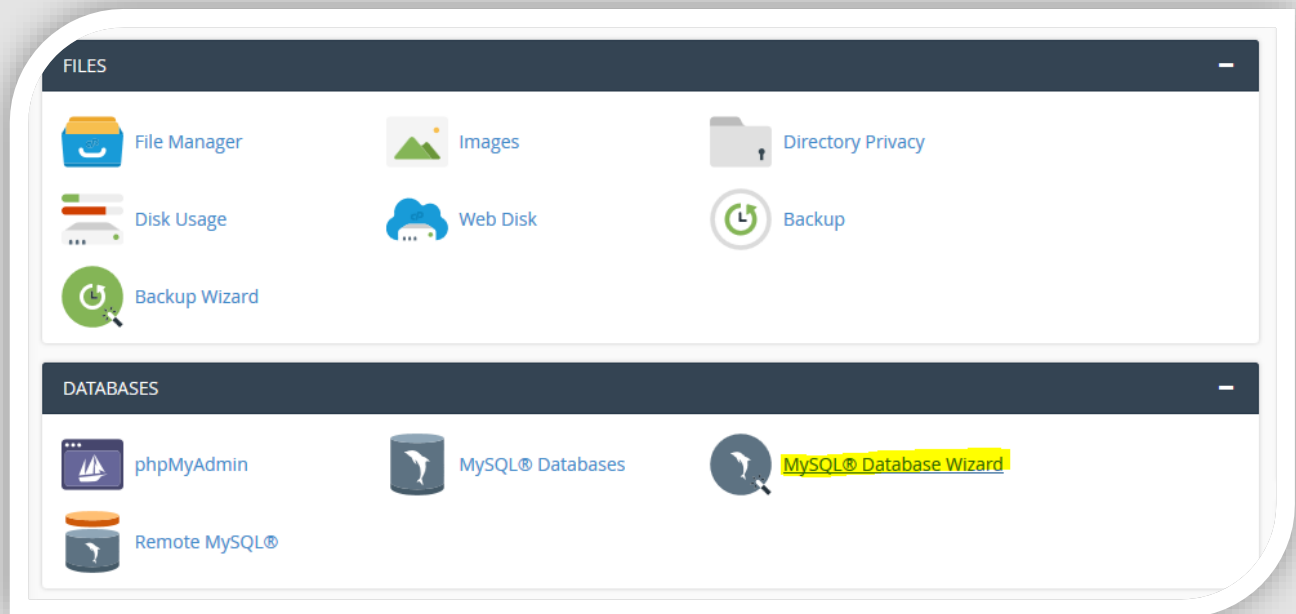 FILES
File Manager
Images
Directory Privacy
Disk Usage
Web Disk
Backup
Backup Wizard
DATABASES
phpMyAdmin
MySQL® Databases
MySQL® Database Wizard
Remote MySQL®